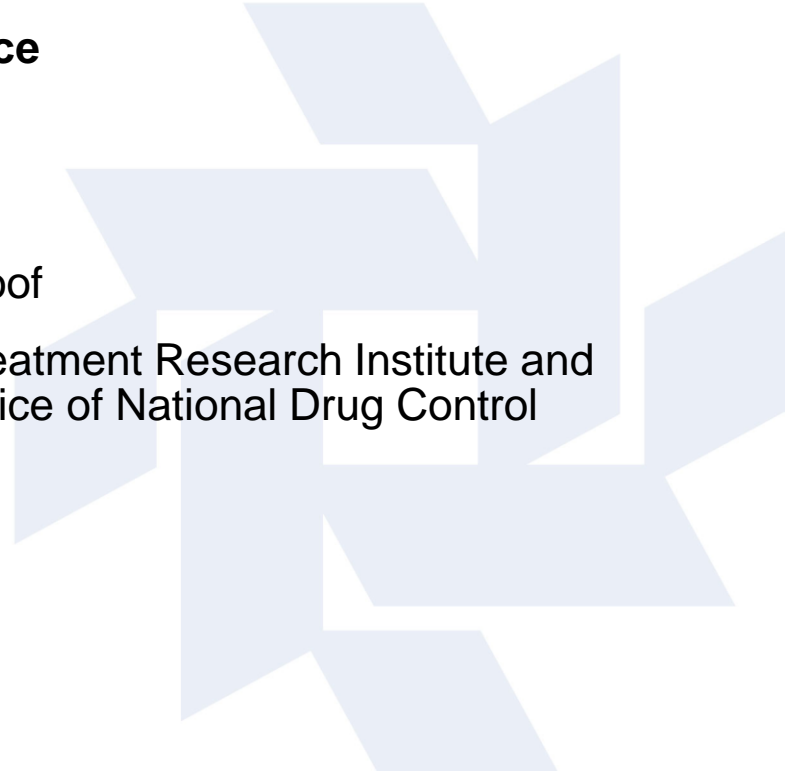 ce
oof
eatment Research Institute and
ice of National Drug Control